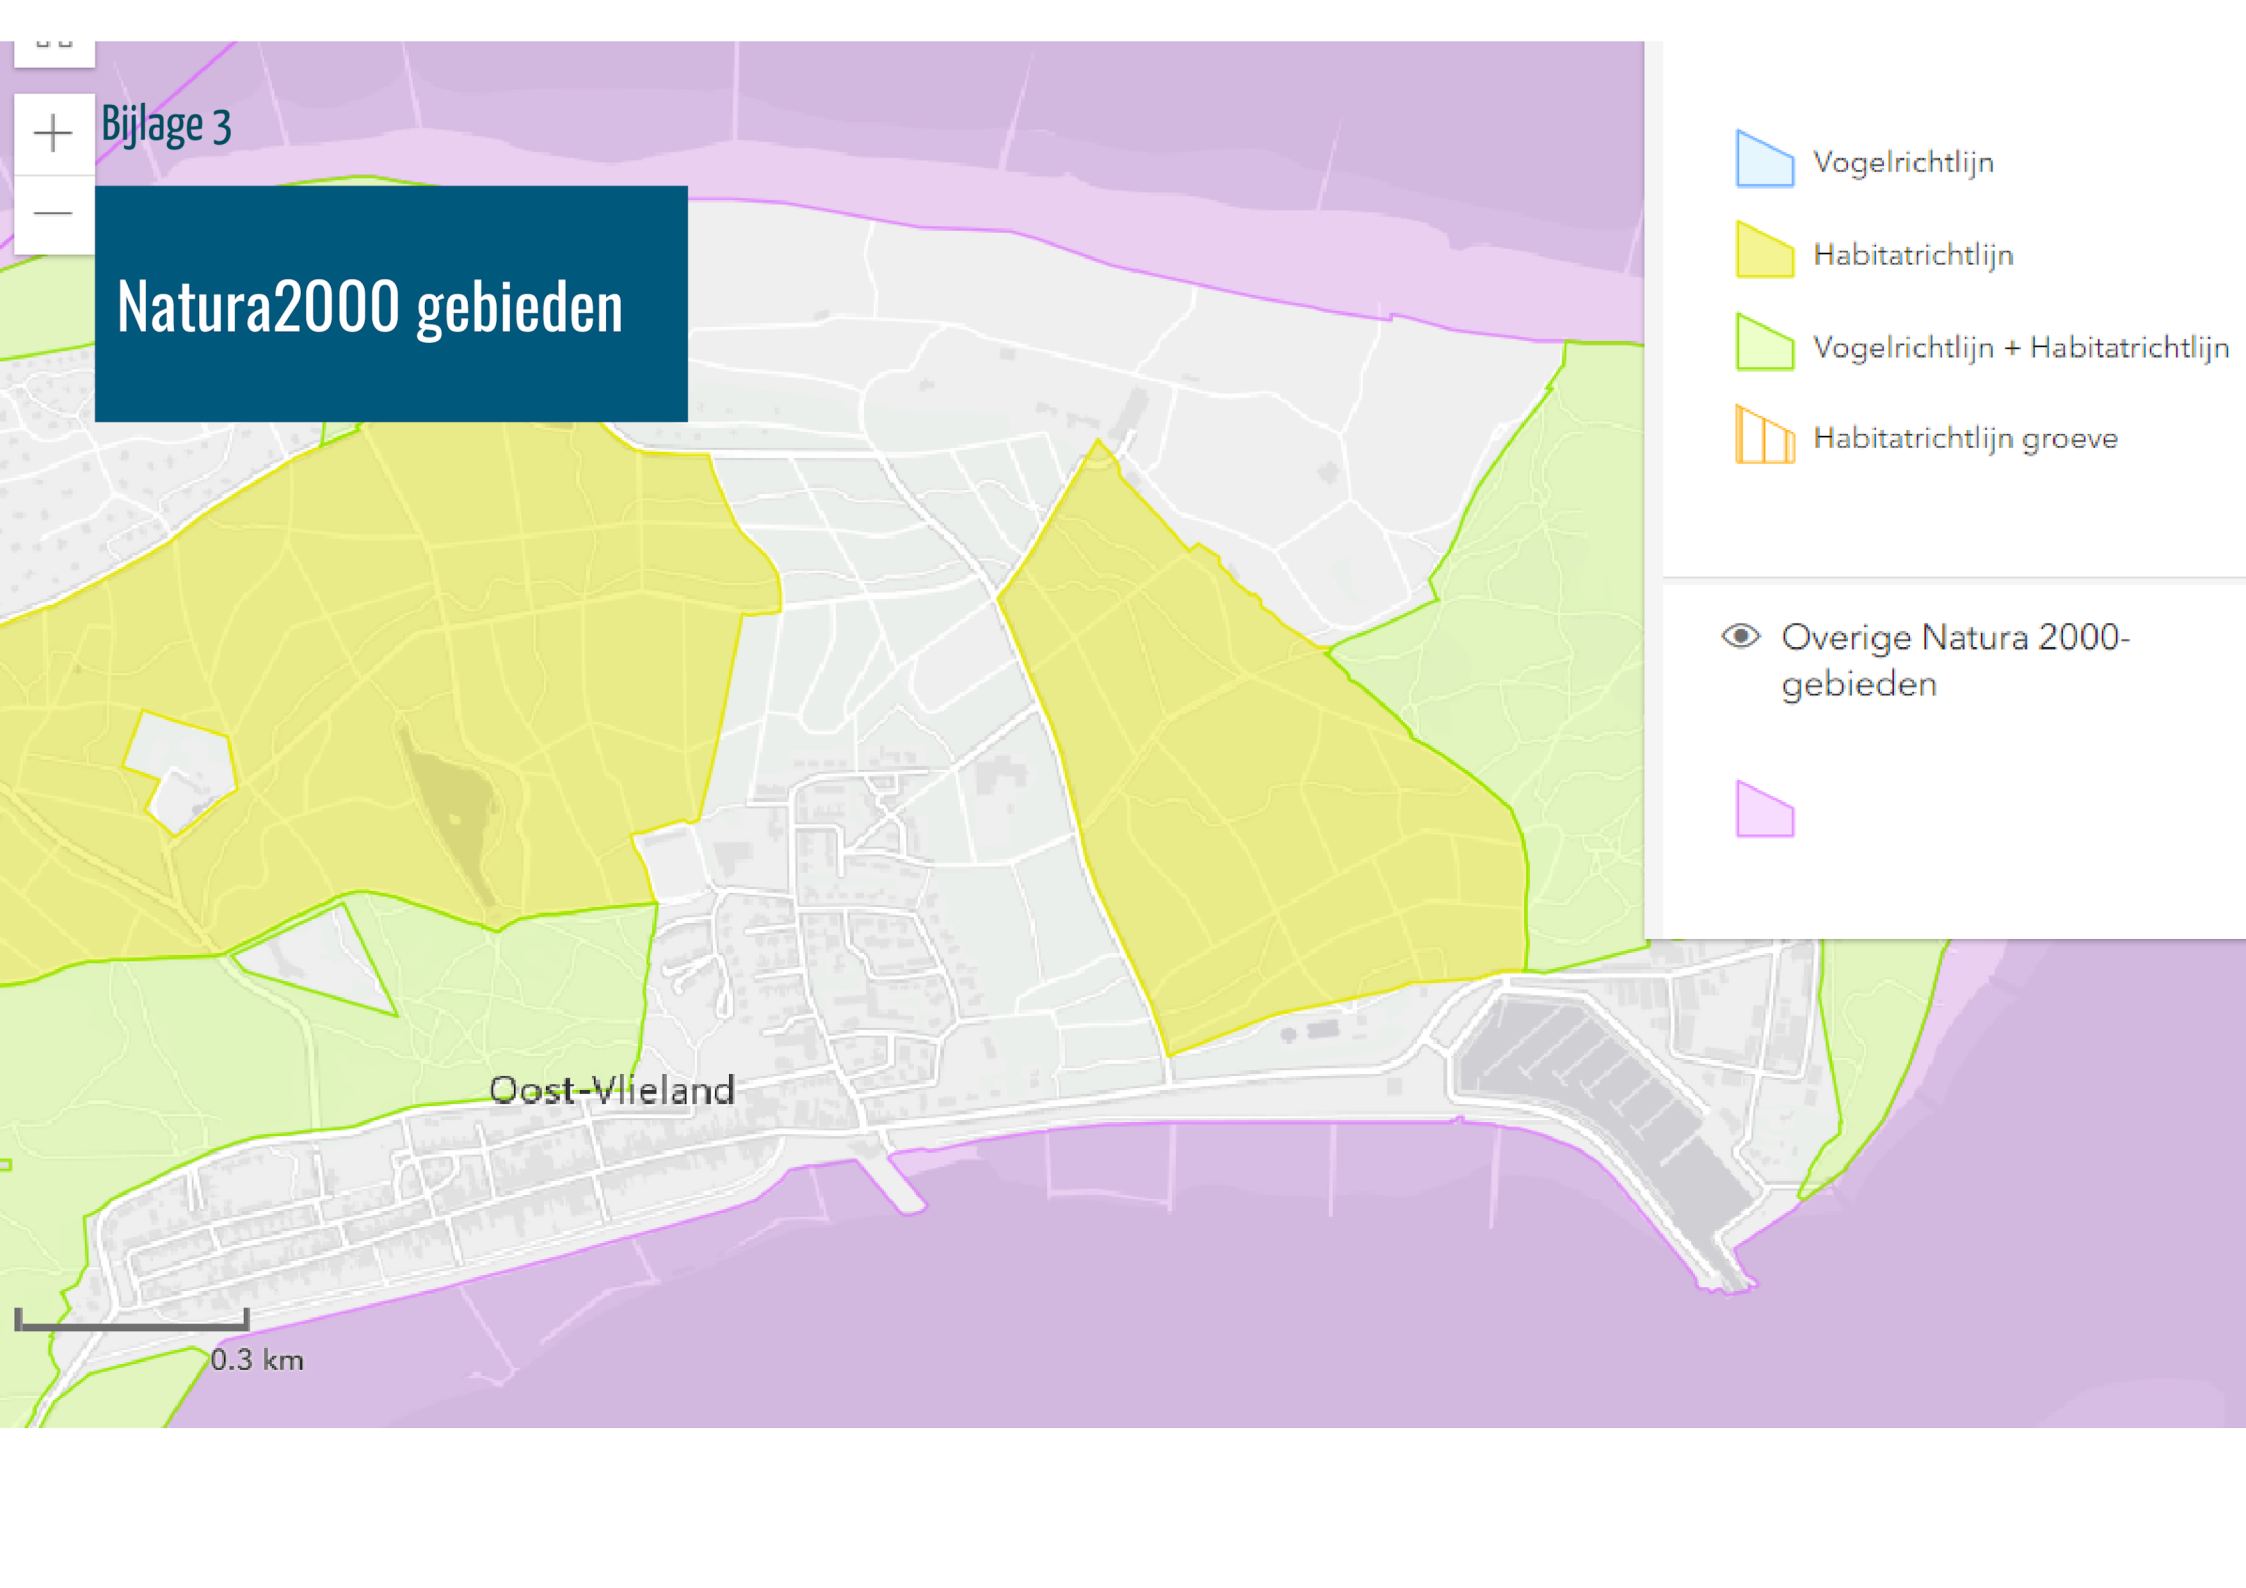 Bijlage 3
Natura2000 gebieden
Vogelrichtlijn
Habitatrichtlijn
Vogelrichtlijn + Habitatrichtlijn
Habitatrichtlijn groeve
Overige Natura 2000-
gebieden
Oost-Vlieland
0.3 km